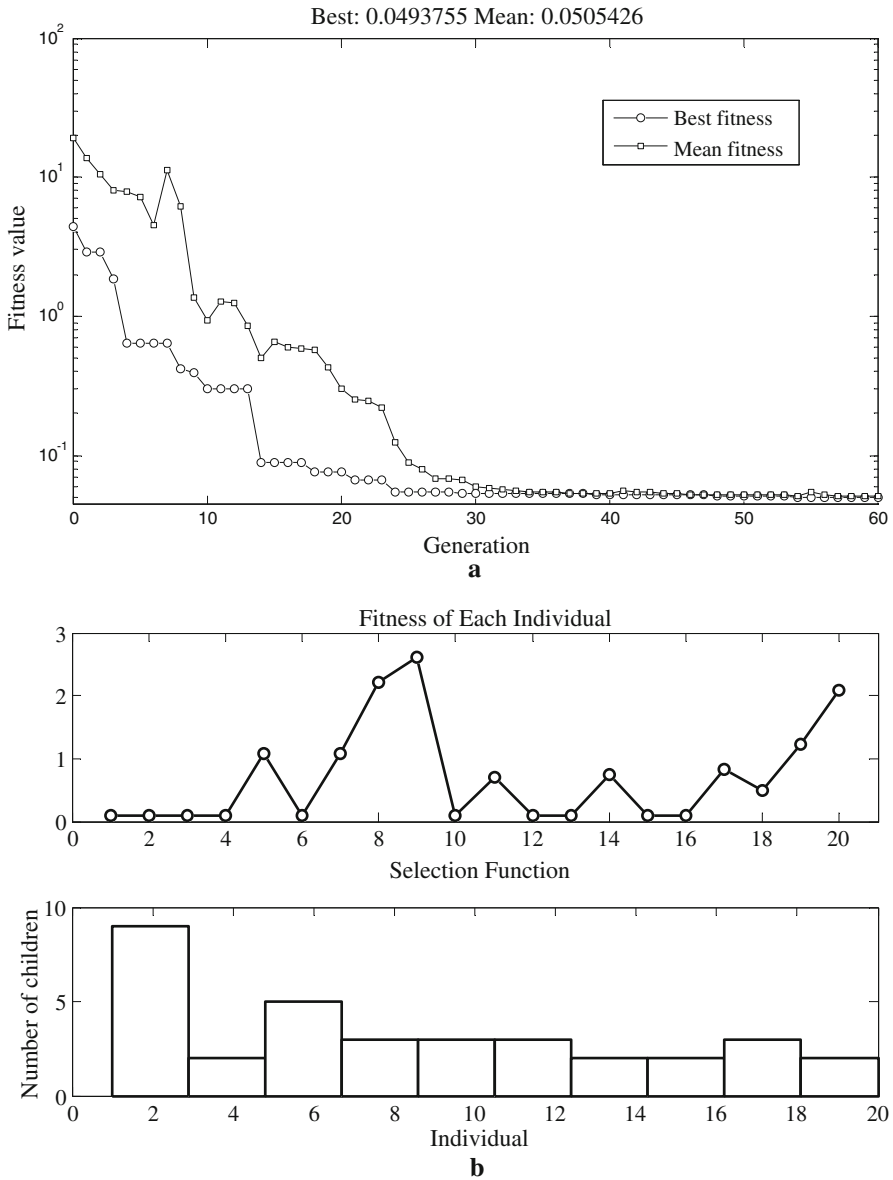 Best: 0.0493755 Mean: 0.0505426
10^2
10^1
10^0
10^-1
Fitness value
Best fitness
Mean fitness
0 10 20 30 40 50 60
Generation
a
Fitness of Each Individual
3
2
1
0
0 2 4 6 8 10 12 14 16 18 20
Selection Function
10
5
0
Number of children
0 2 4 6 8 10 12 14 16 18 20
Individual
b